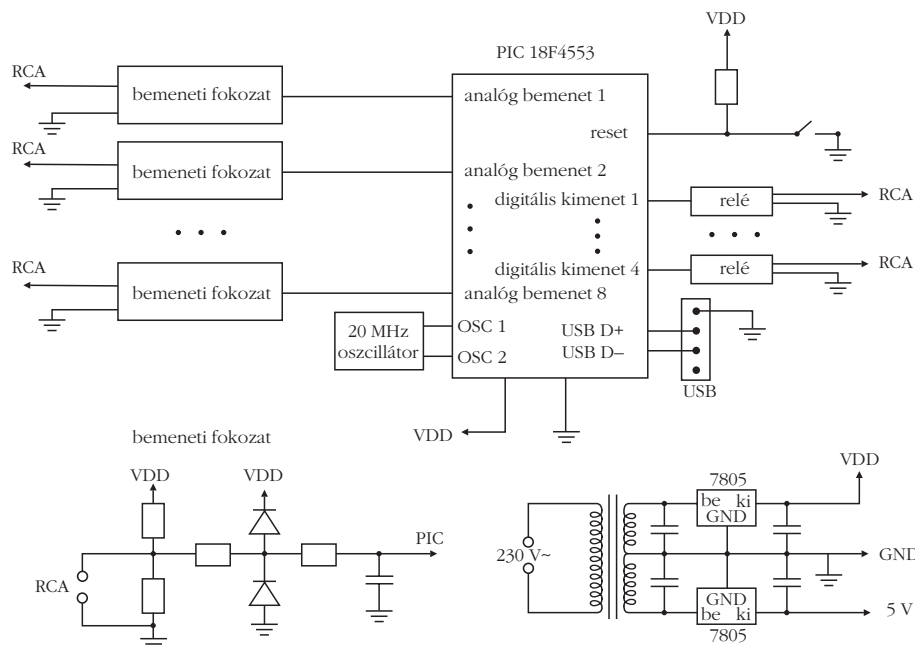 VDD
PIC 18F4553
RCA
bemeneti fokozat
analóg bemenet 1
reset
RCA
bemeneti fokozat
analóg bemenet 2
digitális kimenet 1
relé
RCA
RCA
bemeneti fokozat
digitális kimenet 4
relé
RCA
analóg bemenet 8
20 MHz
oszcillátor
OSC 1
OSC 2
USB D+
USB D–
USB
VDD
bemeneti fokozat
VDD
VDD
PIC
RCA
230 V~
7805
be ki
GND
VDD
GND
GND
be ki
7805
5 V